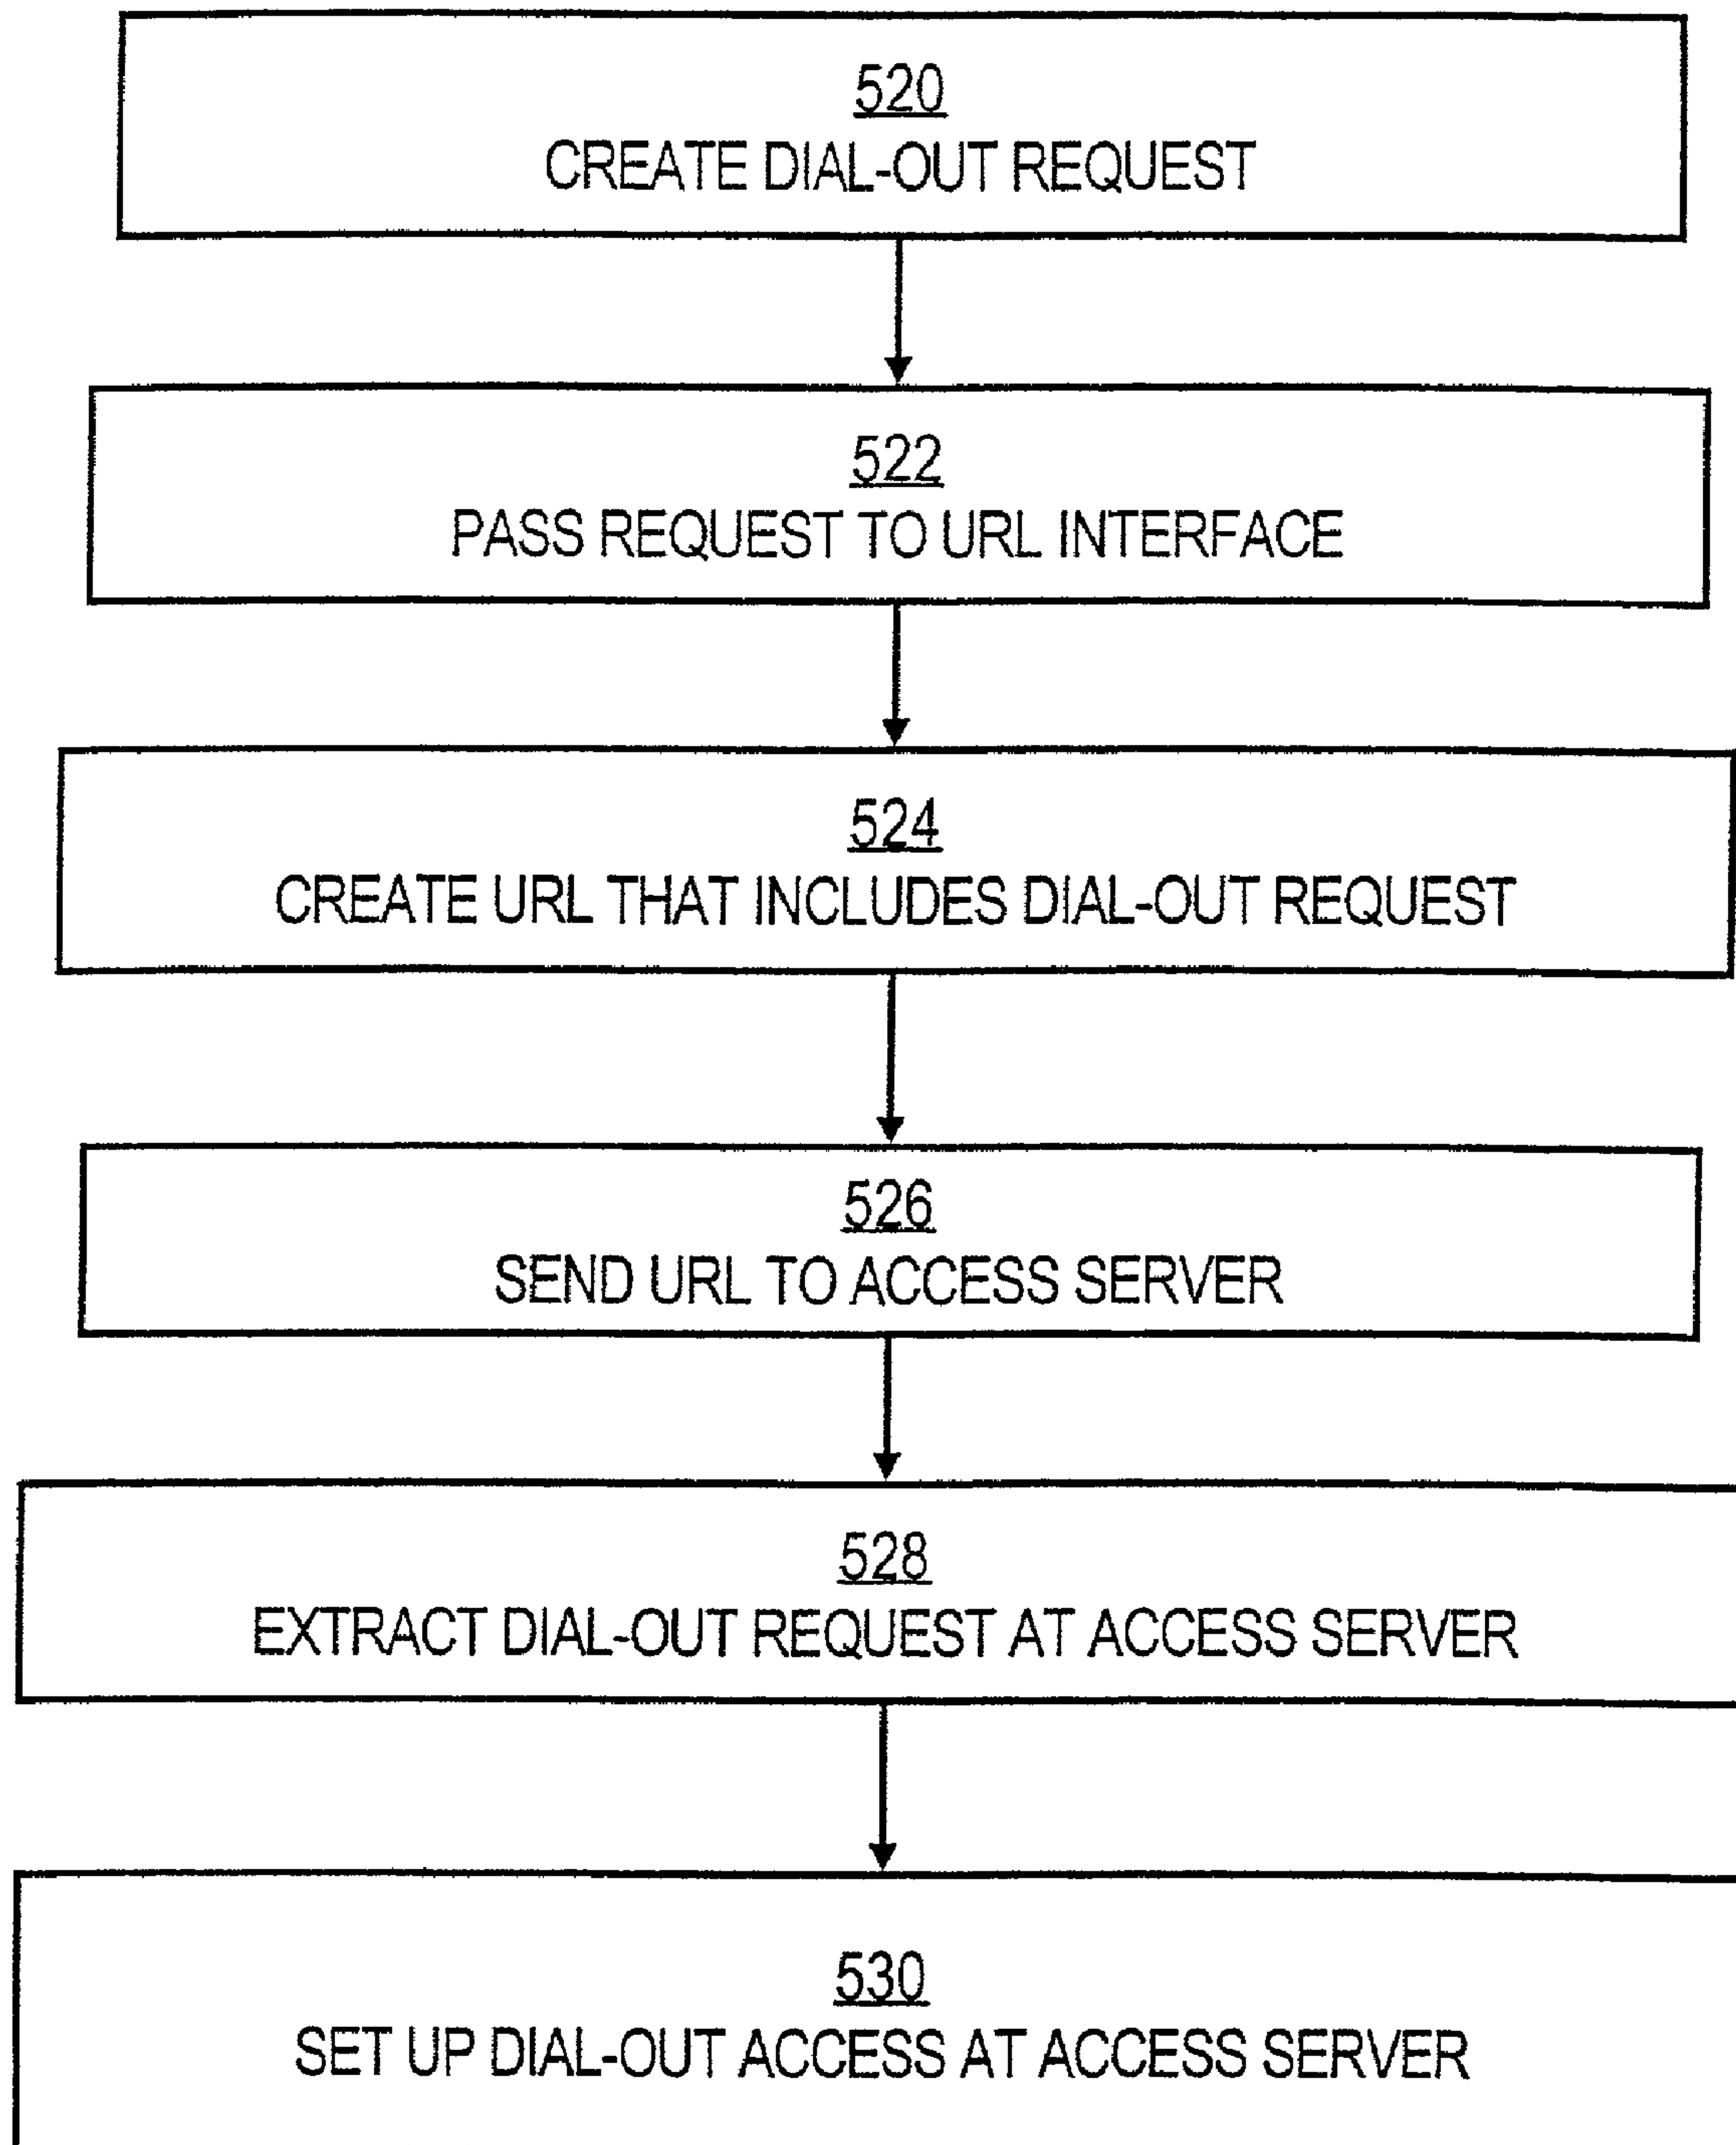 520
CREATE DIAL-OUT REQUEST
522
PASS REQUEST TO URL INTERFACE
524
CREATE URL THAT INCLUDES DIAL-OUT REQUEST
526
SEND URL TO ACCESS SERVER
528
EXTRACT DIAL-OUT REQUEST AT ACCESS SERVER
530
SET UP DIAL-OUT ACCESS AT ACCESS SERVER